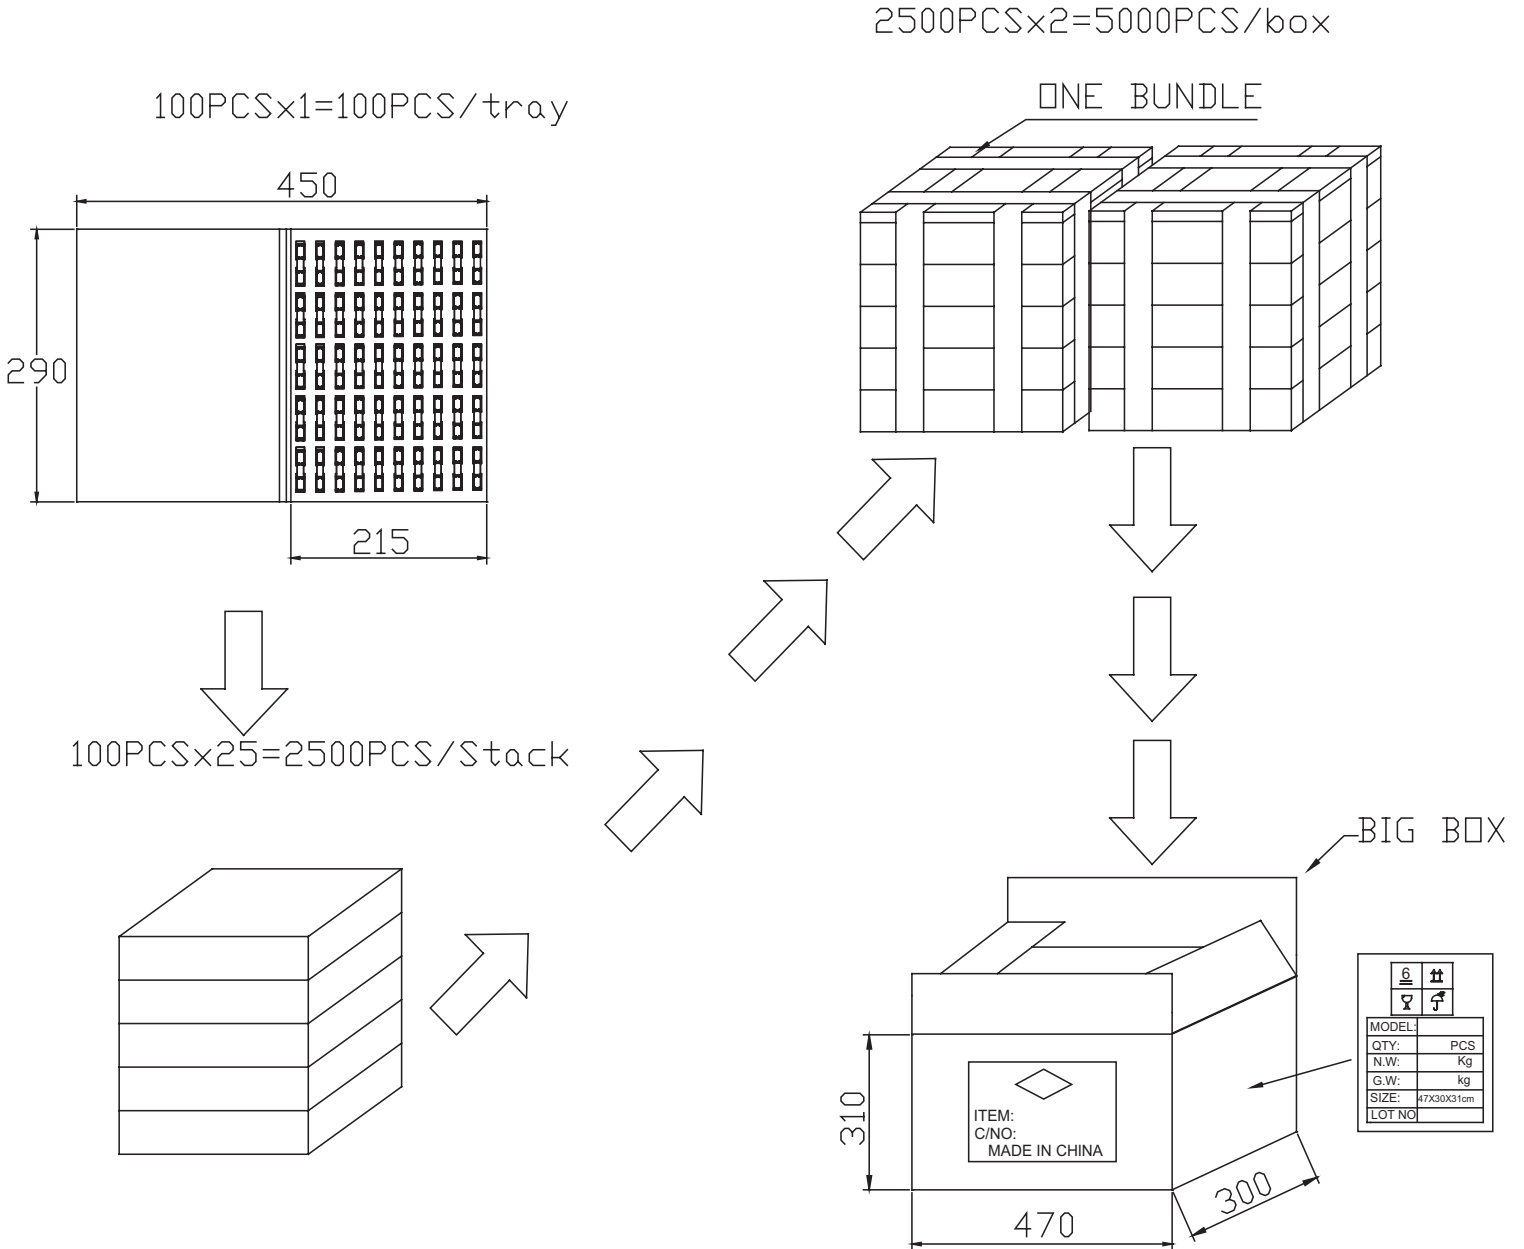 2500PCSx2=5000PCS/box
100PCSx1=100PCS/tray
ONE BUNDLE
450
290
215
100PCSx25=2500PCS/Stack
BIG BOX
6
MODEL:
QTY: PCS
N.W: Kg
G.W: kg
SIZE: 47X30X31cm
LOT NO
310
ITEM:
C/NO:
MADE IN CHINA
300
470